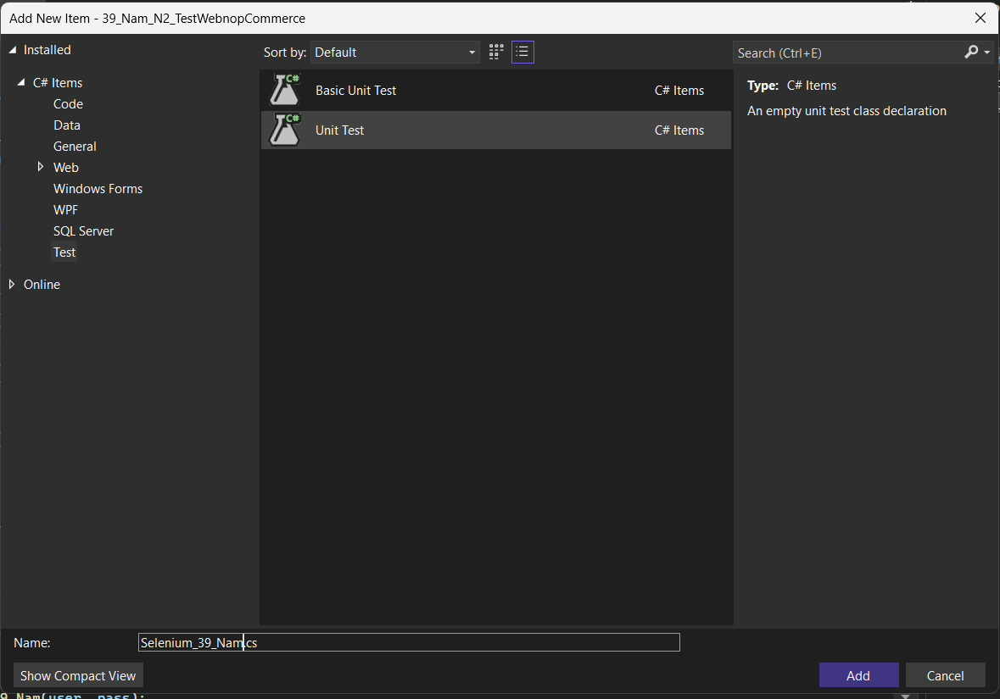 Add New Item - 39_Nam_N2_TestWebnopCommerce
Installed
C# Items
Code
Data
General
Web
Windows Forms
WPF
SQL Server
Test
Online
Sort by: Default
Basic Unit Test C# Items
Unit Test C# Items
Search (Ctrl+E)
Type: C# Items
An empty unit test class declaration
Name: Selenium_39_Nam.cs
Show Compact View
Add Cancel
9_Nam(user, pass);